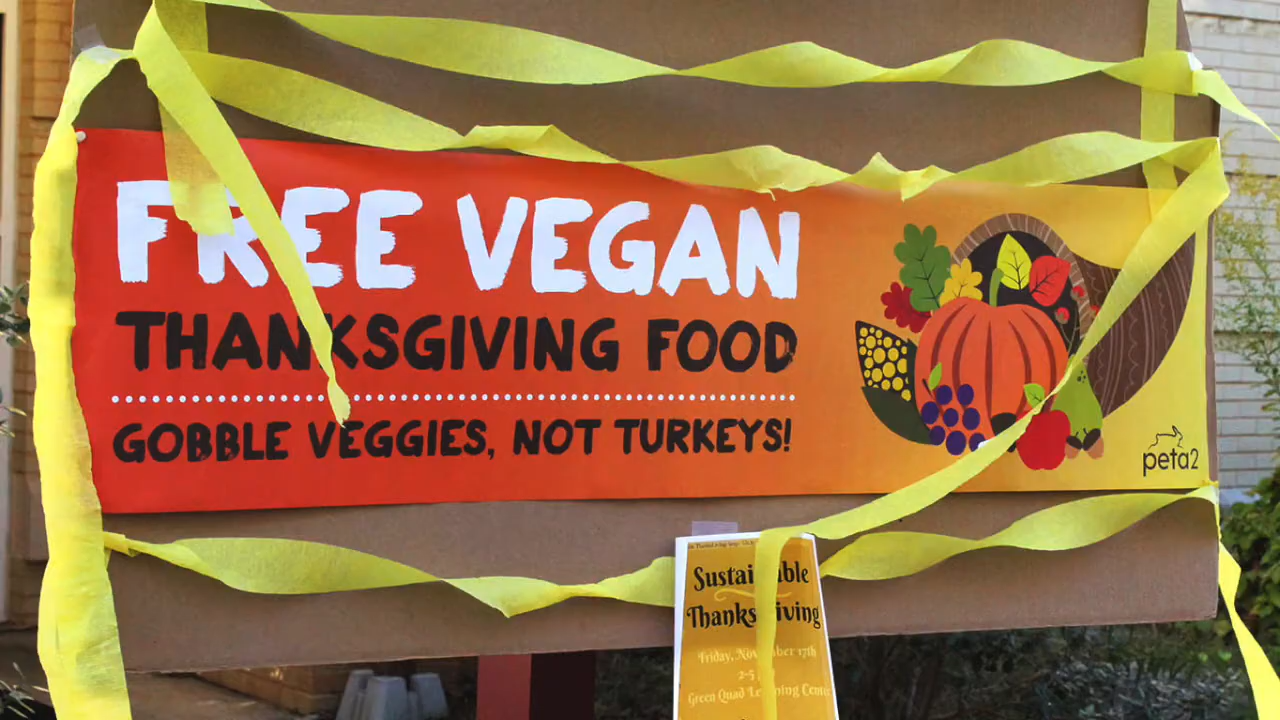 FREE VEGAN
THANKSGIVING FOOD
GOBBLE VEGGIES, NOT TURKEYS!
peta2
Sustainable
Thanksgiving
Friday, November 17th
2-5
Green Quad Learning Center